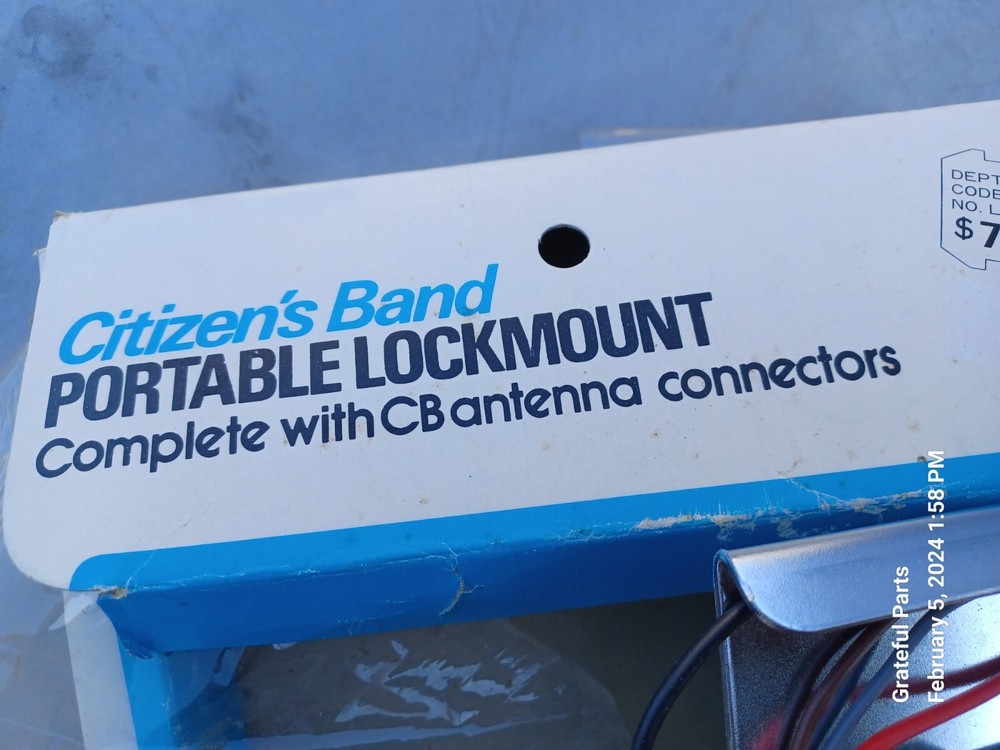 DEPT
CODE
NO. L
$7
Citizen's Band
PORTABLE LOCKMOUNT
Complete with CB antenna connectors
Grateful Parts
February 5, 2024 1:58 PM